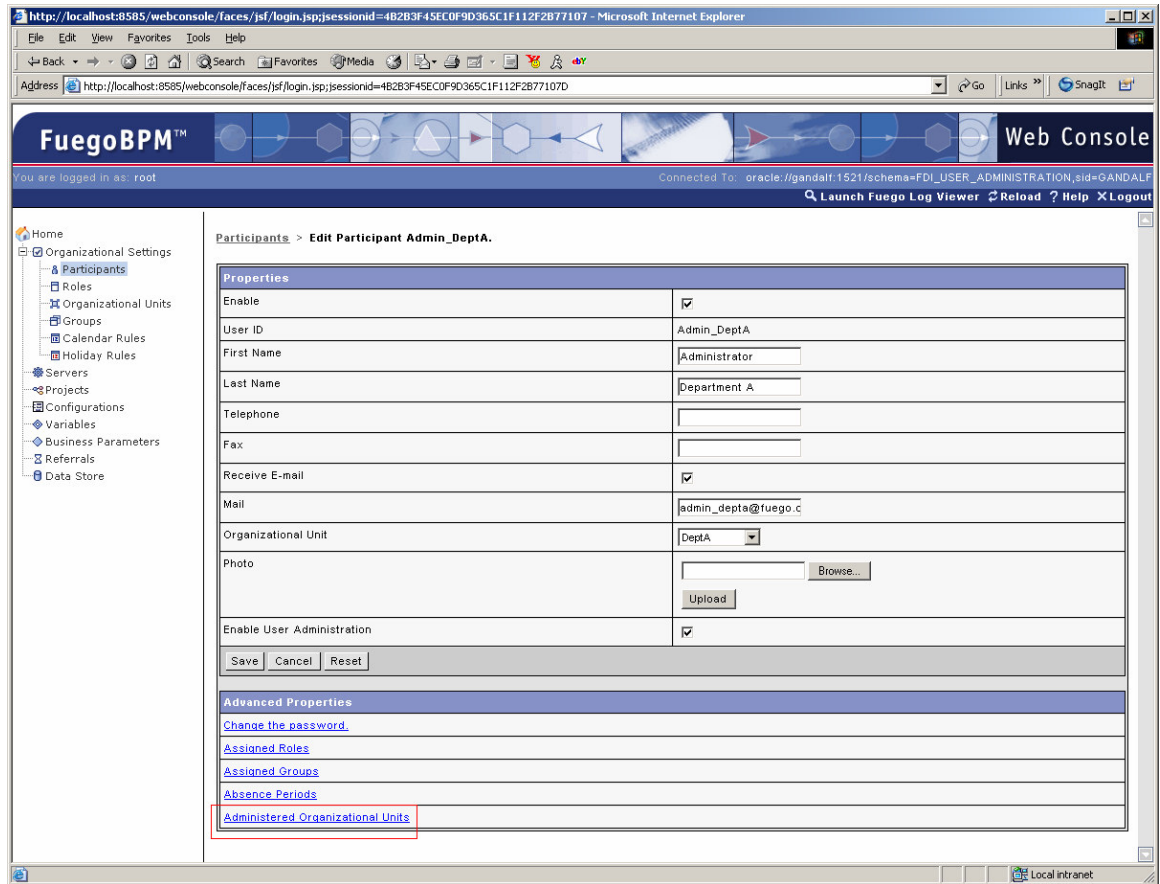 http://localhost:8585/webconsole/faces/jsf/login.jsp;jsessionid=4B2B3F45EC0F9D365C1F112F2B77107 - Microsoft Internet Explorer
File Edit View Favorites Tools Help
Back Search Favorites Media
Address http://localhost:8585/webconsole/faces/jsf/login.jsp;jsessionid=4B2B3F45EC0F9D365C1F112F2B77107D Go Links » SnagIt
FuegoBPM™ Web Console
You are logged in as: root Connected To: oracle://gandalf:1521/schema=FDI_USER_ADMINISTRATION,sid=GANDALF
Launch Fuego Log Viewer Reload ? Help X Logout
Home
Organizational Settings
Participants
Roles
Organizational Units
Groups
Calendar Rules
Holiday Rules
Servers
Projects
Configurations
Variables
Business Parameters
Referrals
Data Store
Participants > Edit Participant Admin_DeptA.
Properties
Enable
User ID Admin_DeptA
First Name Administrator
Last Name Department A
Telephone
Fax
Receive E-mail
Mail admin_depta@fuego.c
Organizational Unit DeptA
Photo Browse...
Upload
Enable User Administration
Save Cancel Reset
Advanced Properties
Change the password.
Assigned Roles
Assigned Groups
Absence Periods
Administered Organizational Units
Local intranet